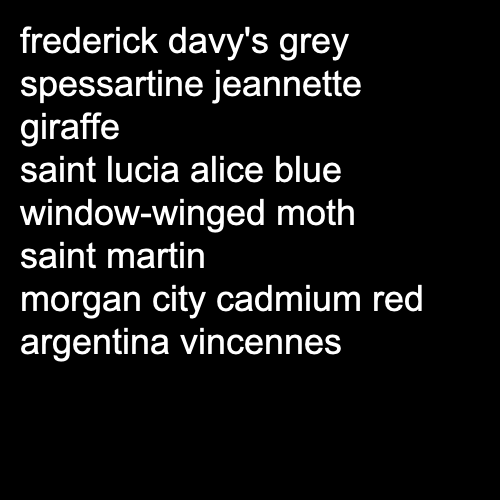 frederick davy's grey
spessartine jeannette
giraffe
saint lucia alice blue
window-winged moth
saint martin
morgan city cadmium red
argentina vincennes